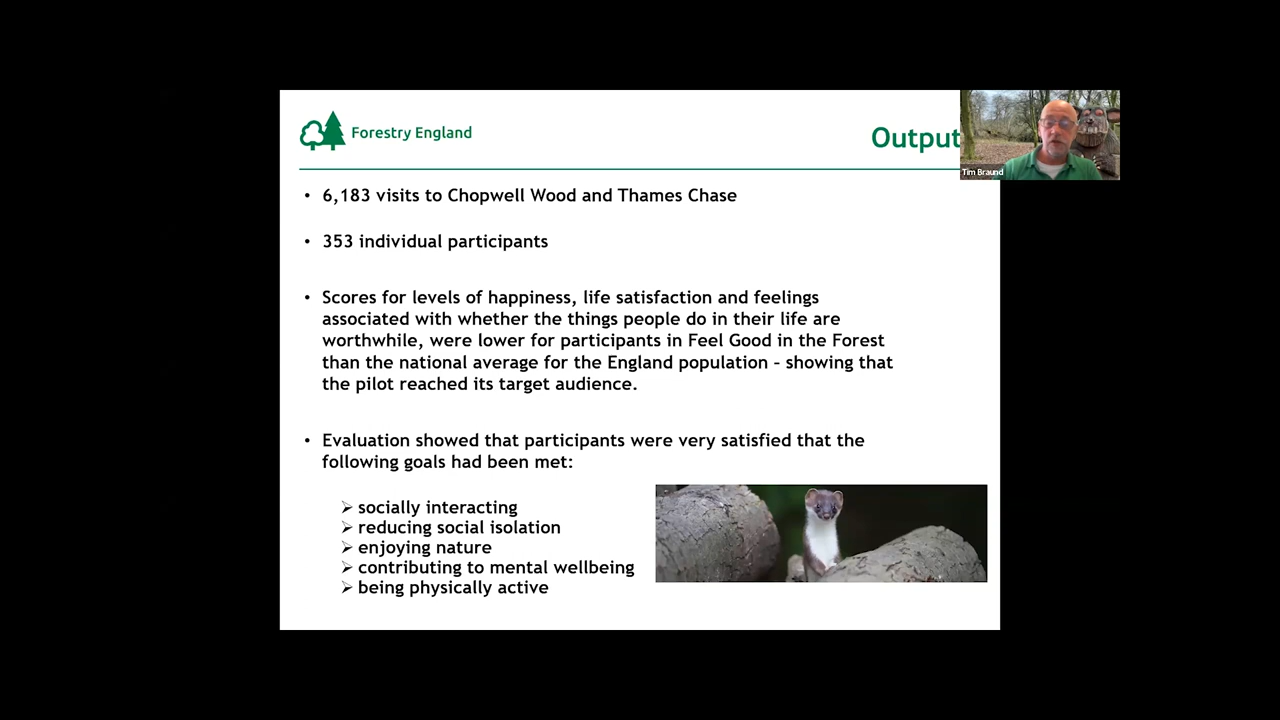 Forestry England
Output
Tim Braund
• 6,183 visits to Chopwell Wood and Thames Chase
• 353 individual participants
• Scores for levels of happiness, life satisfaction and feelings
associated with whether the things people do in their life are
worthwhile, were lower for participants in Feel Good in the Forest
than the national average for the England population – showing that
the pilot reached its target audience.
• Evaluation showed that participants were very satisfied that the
following goals had been met:
➢ socially interacting
➢ reducing social isolation
➢ enjoying nature
➢ contributing to mental wellbeing
➢ being physically active